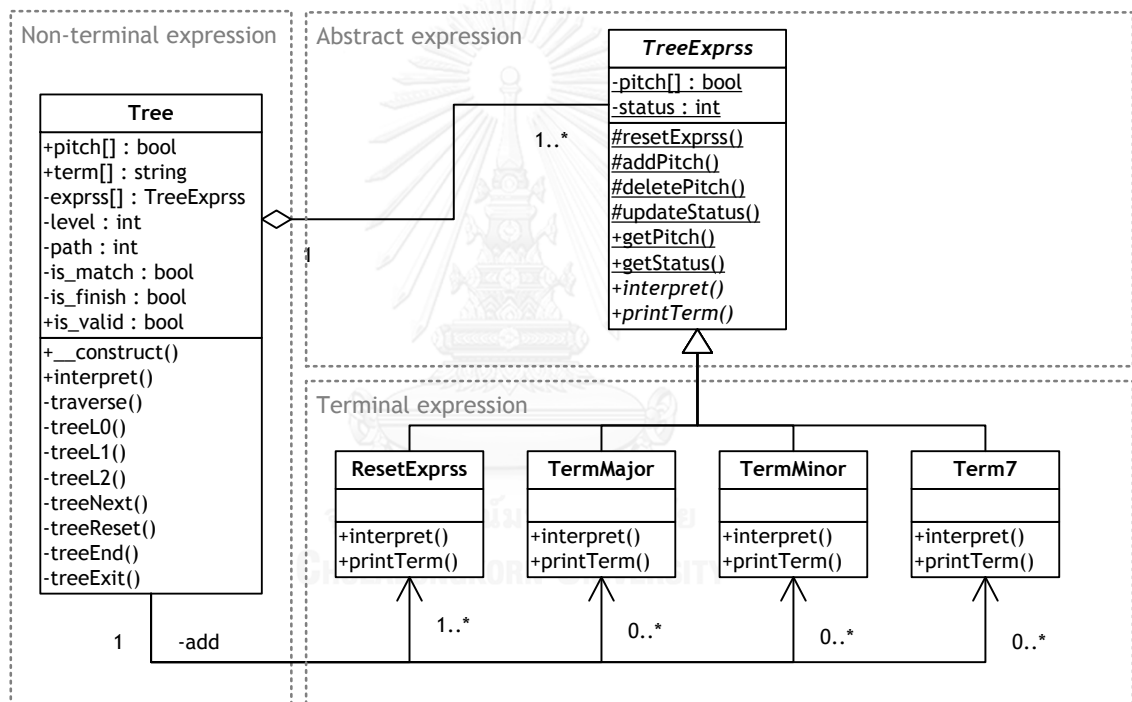 Non-terminal expression
Tree
+pitch[] : bool
+term[] : string
-exprss[] : TreeExprss
-level : int
-path : int
-is_match : bool
-is_finish : bool
+is_valid : bool
+__construct()
+interpret()
-traverse()
-treeL0()
-treeL1()
-treeL2()
-treeNext()
-treeReset()
-treeEnd()
-treeExit()
1
-add
Abstract expression
TreeExprss
-pitch[] : bool
-status : int
#resetExprss()
#addPitch()
#deletePitch()
#updateStatus()
+getPitch()
+getStatus()
+interpret()
+printTerm()
1..*
1
Terminal expression
ResetExprss
+interpret()
+printTerm()
1..*
TermMajor
+interpret()
+printTerm()
0..*
TermMinor
+interpret()
+printTerm()
0..*
Term7
+interpret()
+printTerm()
0..*